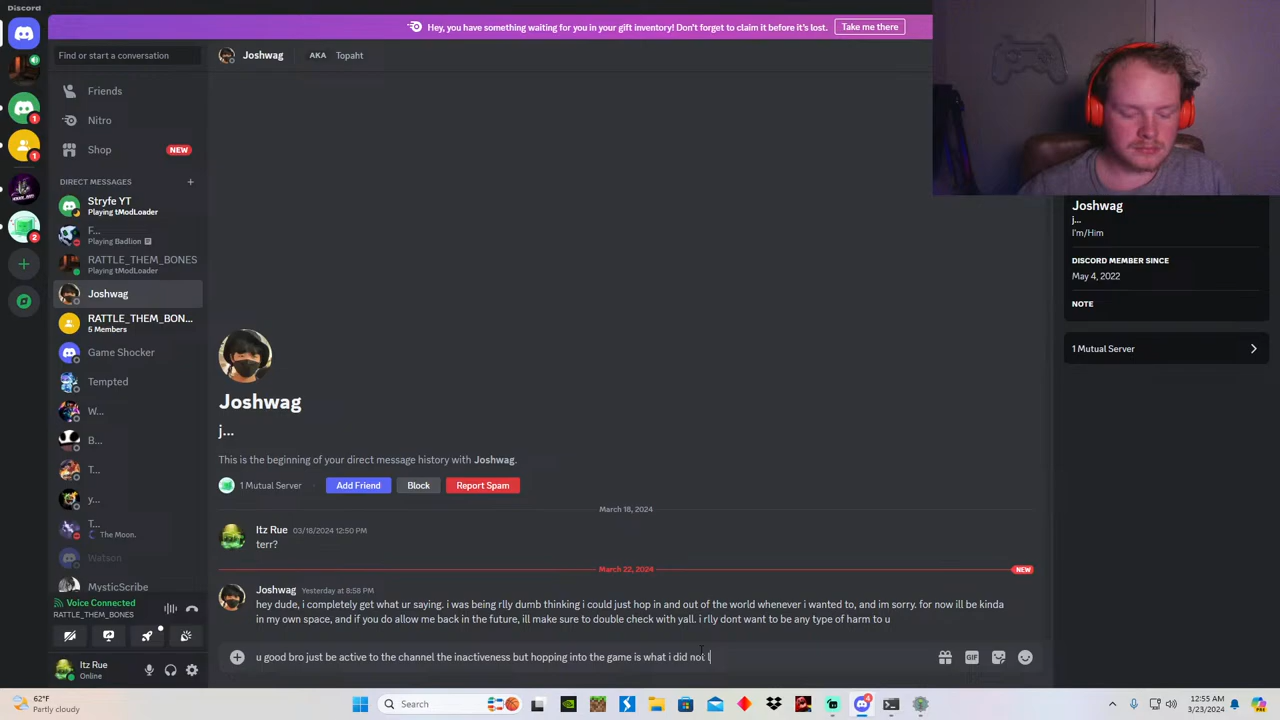 Discord
Hey, you have something waiting for you in your gift inventory! Don't forget to claim it before it's lost.
Take me there
Find or start a conversation
Joshwag
AKA
Topaht
Friends
Nitro
Shop
NEW
DIRECT MESSAGES
Stryfe YT
Playing tModLoader
F...
Playing Badlion
RATTLE_THEM_BONES
Playing tModLoader
Joshwag
RATTLE_THEM_BON...
5 Members
Game Shocker
Tempted
W...
B...
T...
y...
T...
The Moon.
Watson
MysticScribe
Voice Connected
RATTLE_THEM_BONES
Itz Rue
Online
Joshwag
j...
This is the beginning of your direct message history with Joshwag.
1 Mutual Server
Add Friend
Block
Report Spam
March 18, 2024
Itz Rue 03/18/2024 12:50 PM
terr?
March 22, 2024
NEW
Joshwag Yesterday at 8:58 PM
hey dude, i completely get what ur saying. i was being rlly dumb thinking i could just hop in and out of the world whenever i wanted to, and im sorry. for now ill be kinda
in my own space, and if you do allow me back in the future, ill make sure to double check with yall. i rlly dont want to be any type of harm to u
u good bro just be active to the channel the inactiveness but hopping into the game is what i did not l
GIF
Joshwag
j...
I'm/Him
DISCORD MEMBER SINCE
May 4, 2022
NOTE
1 Mutual Server
1
1
2
62°F
Partly cloudy
Search
4
12:55 AM
3/23/2024